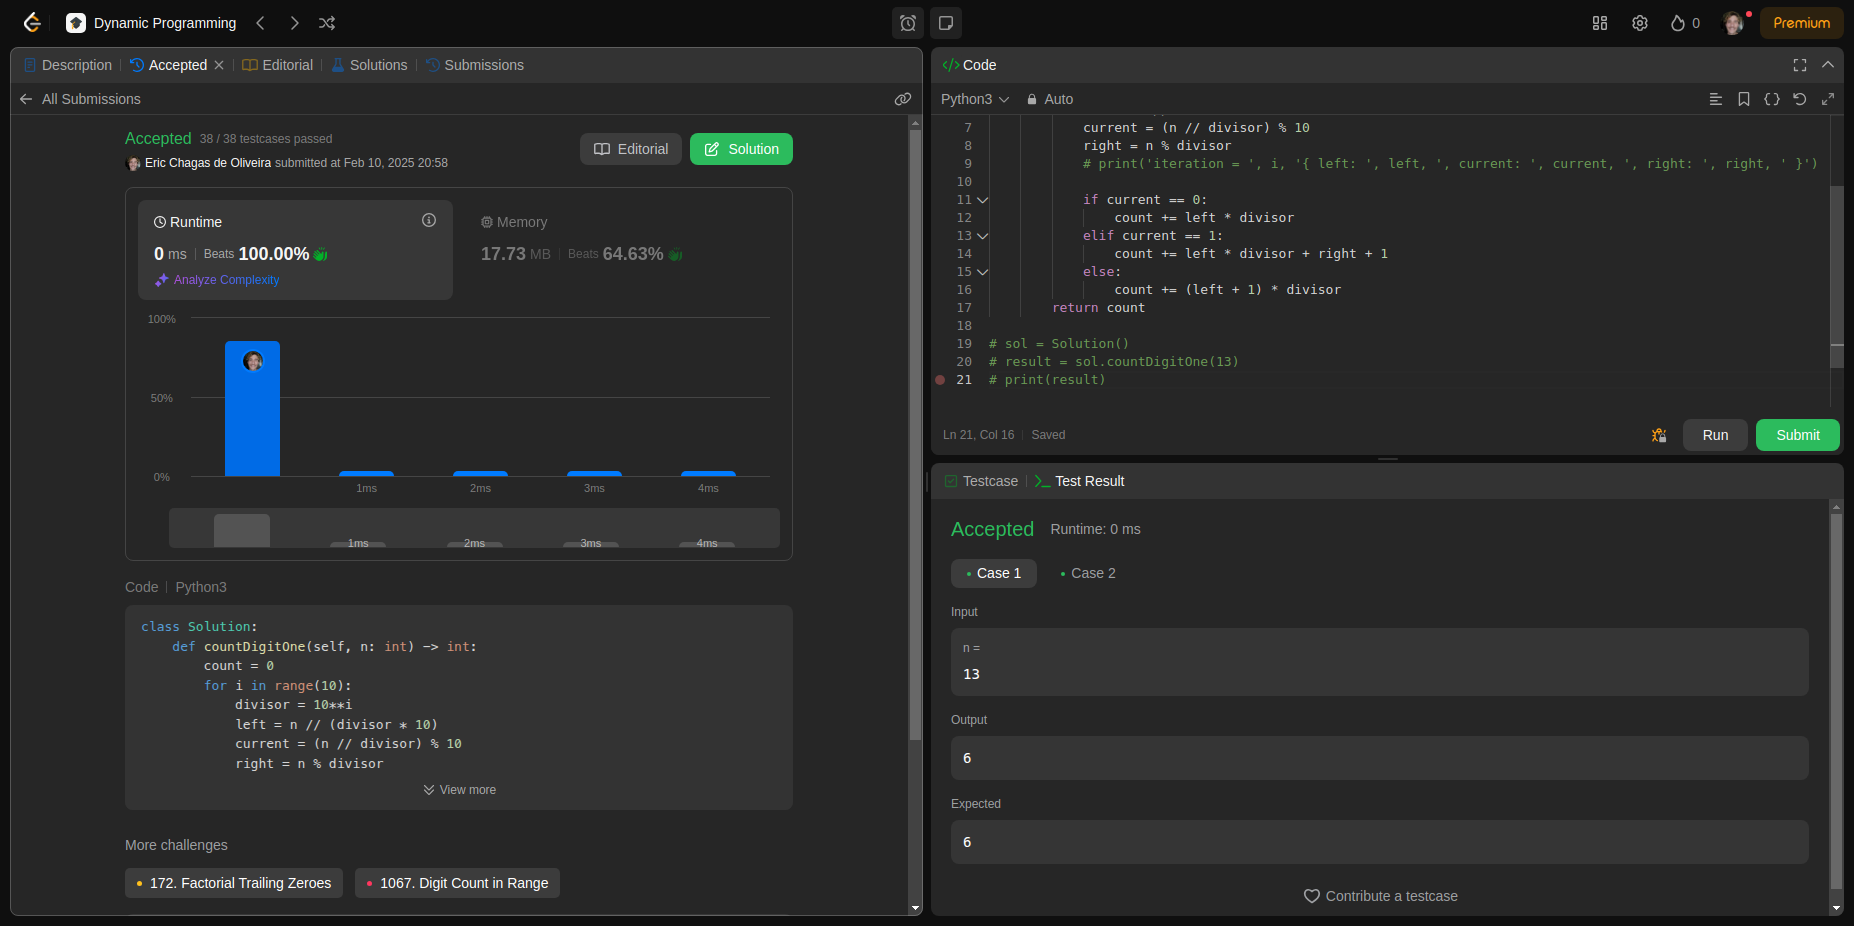 Dynamic Programming
0
Premium
Description
Accepted
Editorial
Solutions
Submissions
All Submissions
Accepted
38 / 38 testcases passed
Eric Chagas de Oliveira submitted at Feb 10, 2025 20:58
Editorial
Solution
Runtime
0 ms
Beats 100.00%
Analyze Complexity
Memory
17.73 MB
Beats 64.63%
100%
50%
0%
1ms
2ms
3ms
4ms
1ms
2ms
3ms
4ms
Code
Python3
class Solution:
    def countDigitOne(self, n: int) -> int:
        count = 0
        for i in range(10):
            divisor = 10**i
            left = n // (divisor * 10)
            current = (n // divisor) % 10
            right = n % divisor
View more
More challenges
172. Factorial Trailing Zeroes
1067. Digit Count in Range
Code
Python3
Auto
7             current = (n // divisor) % 10
8             right = n % divisor
9             # print('iteration = ', i, '{ left: ', left, ', current: ', current, ', right: ', right, ' }')
10
11             if current == 0:
12                 count += left * divisor
13             elif current == 1:
14                 count += left * divisor + right + 1
15             else:
16                 count += (left + 1) * divisor
17         return count
18
19 # sol = Solution()
20 # result = sol.countDigitOne(13)
21 # print(result)
Ln 21, Col 16
Saved
Run
Submit
Testcase
Test Result
Accepted
Runtime: 0 ms
Case 1
Case 2
Input
n =
13
Output
6
Expected
6
Contribute a testcase